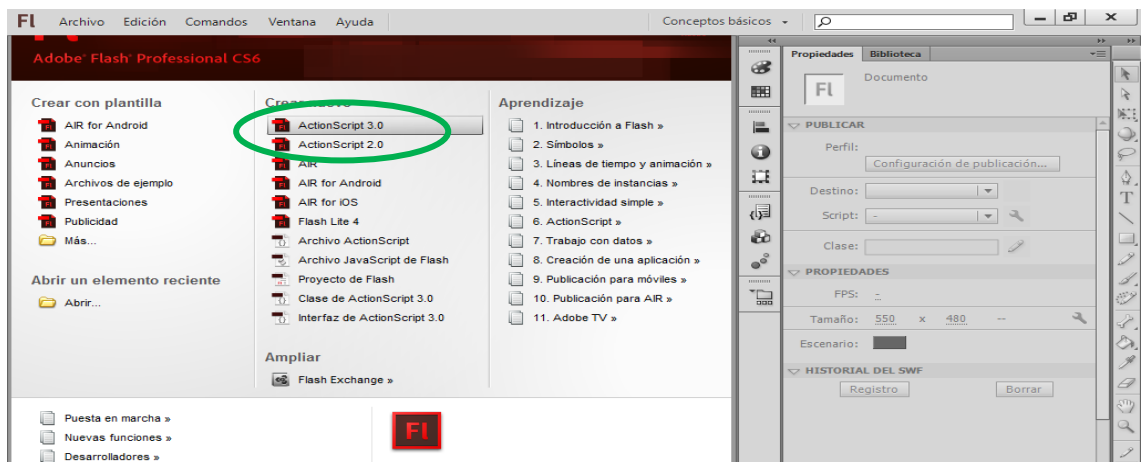 Fl Archivo Edición Comandos Ventana Ayuda Conceptos básicos
Adobe® Flash® Professional CS6
Crear con plantilla
AIR for Android
Animación
Anuncios
Archivos de ejemplo
Presentaciones
Publicidad
Más...
Abrir un elemento reciente
Abrir...
ActionScript 3.0
ActionScript 2.0
AIR
AIR for Android
AIR for iOS
Flash Lite 4
Archivo ActionScript
Archivo JavaScript de Flash
Proyecto de Flash
Clase de ActionScript 3.0
Interfaz de ActionScript 3.0
Ampliar
Flash Exchange »
Aprendizaje
1. Introducción a Flash »
2. Símbolos »
3. Líneas de tiempo y animación »
4. Nombres de instancias »
5. Interactividad simple »
6. ActionScript »
7. Trabajo con datos »
8. Creación de una aplicación »
9. Publicación para móviles »
10. Publicación para AIR »
11. Adobe TV »
Puesta en marcha »
Nuevas funciones »
Desarrolladores »
Fl
Propiedades Biblioteca
Fl Documento
PUBLICAR
Perfil:
Configuración de publicación...
Destino:
Script: -
Clase:
PROPIEDADES
FPS: -
Tamaño: 550 x 480 --
Escenario:
HISTORIAL DEL SWF
Registro Borrar